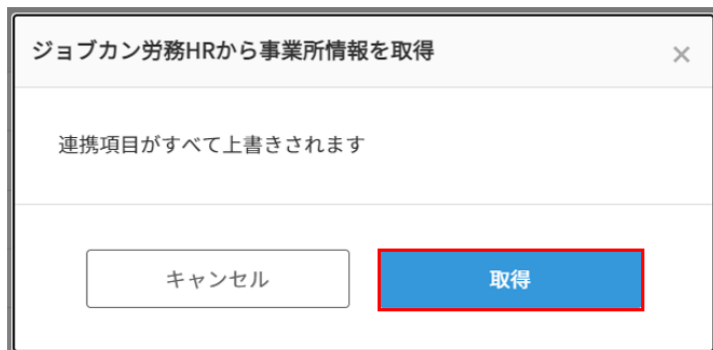 ジョブカン労務HRから事業所情報を取得
×
連携項目がすべて上書きされます
キャンセル
取得